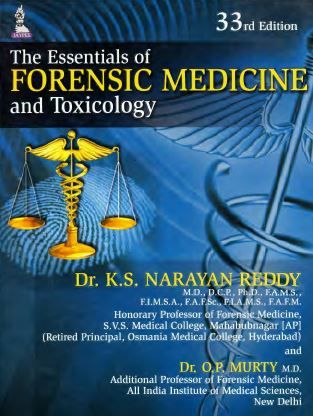 JAYPEE
33rd Edition
The Essentials of
FORENSIC MEDICINE
and Toxicology
Dr. K.S. NARAYAN REDDY
M.D., D.C.P., Ph.D., F.A.M.S.,
F.I.M.S.A., F.A.F.Sc., F.I.A.M.S., F.A.F.M.
Honorary Professor of Forensic Medicine,
S.V.S. Medical College, Mahabubnagar [AP]
(Retired Principal, Osmania Medical College, Hyderabad)
and
Dr. O.P. MURTY M.D.
Additional Professor of Forensic Medicine,
All India Institute of Medical Sciences,
New Delhi